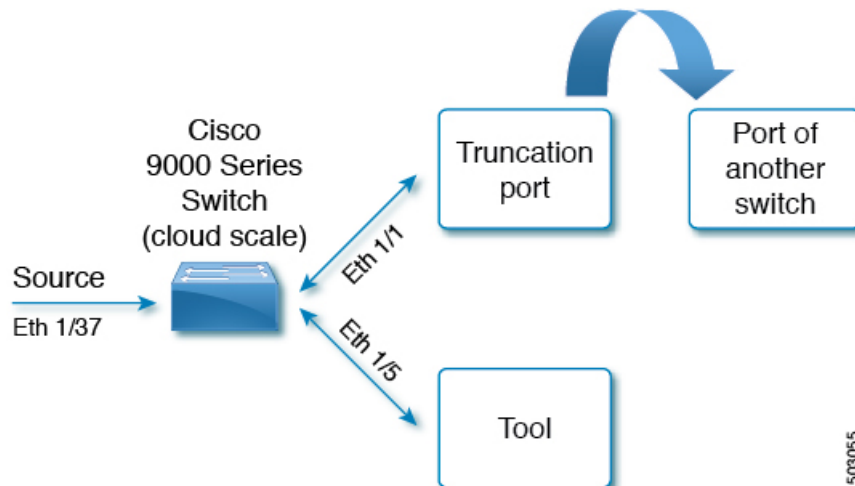 Cisco
9000 Series
Switch
(cloud scale)
Source
Eth 1/37
Eth 1/1
Eth 1/5
Truncation
port
Port of
another
switch
Tool
503055